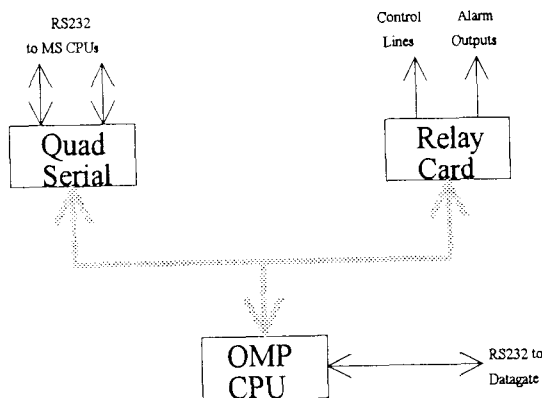 RS232
to MS CPUs
Control
Lines
Alarm
Outputs
Quad
Serial
Relay
Card
OMP
CPU
RS232 to
Datagate